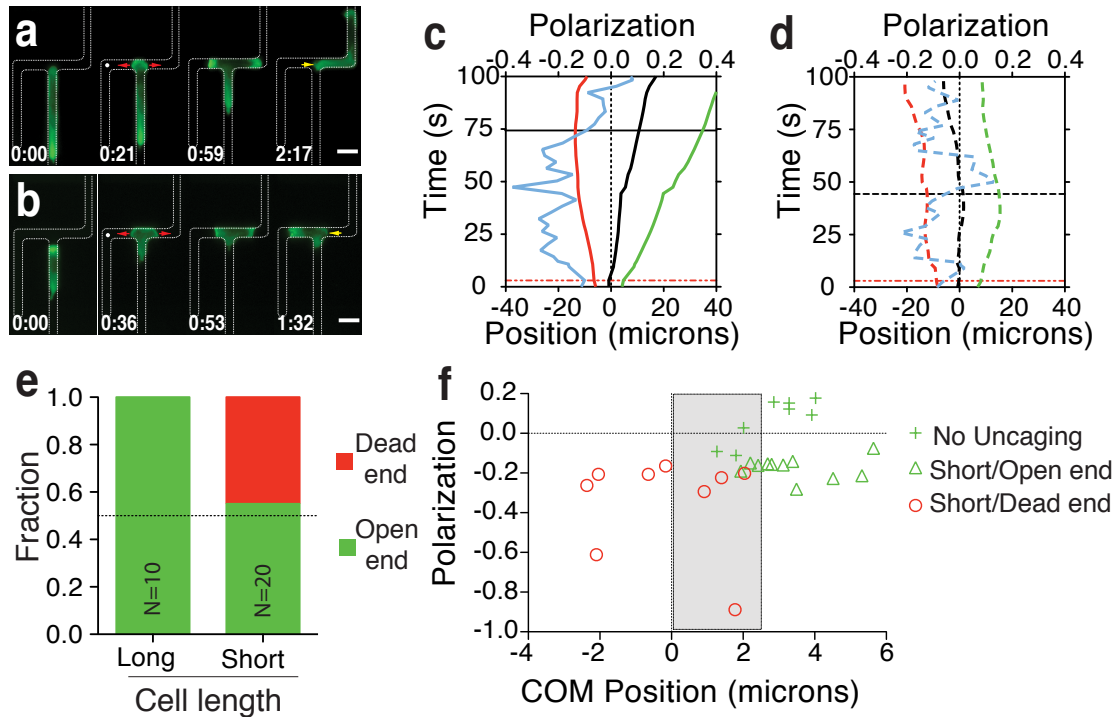 a
0:00 0:21 0:59 2:17
b
0:00 0:36 0:53 1:32
c
Polarization
-0.4 -0.2 0.0 0.2 0.4
Time (s)
100
75
50
25
0
-40 -20 0 20 40
Position (microns)
d
Polarization
-0.4 -0.2 0.0 0.2 0.4
Time (s)
100
75
50
25
0
-40 -20 0 20 40
Position (microns)
e
Fraction
1.0
0.8
0.6
0.4
0.2
0.0
N=10
N=20
Long Short
Cell length
Dead
end
Open
end
f
Polarization
0.2
0.0
-0.2
-0.4
-0.6
-0.8
-1.0
-4 -2 0 2 4 6
COM Position (microns)
No Uncaging
Short/Open end
Short/Dead end